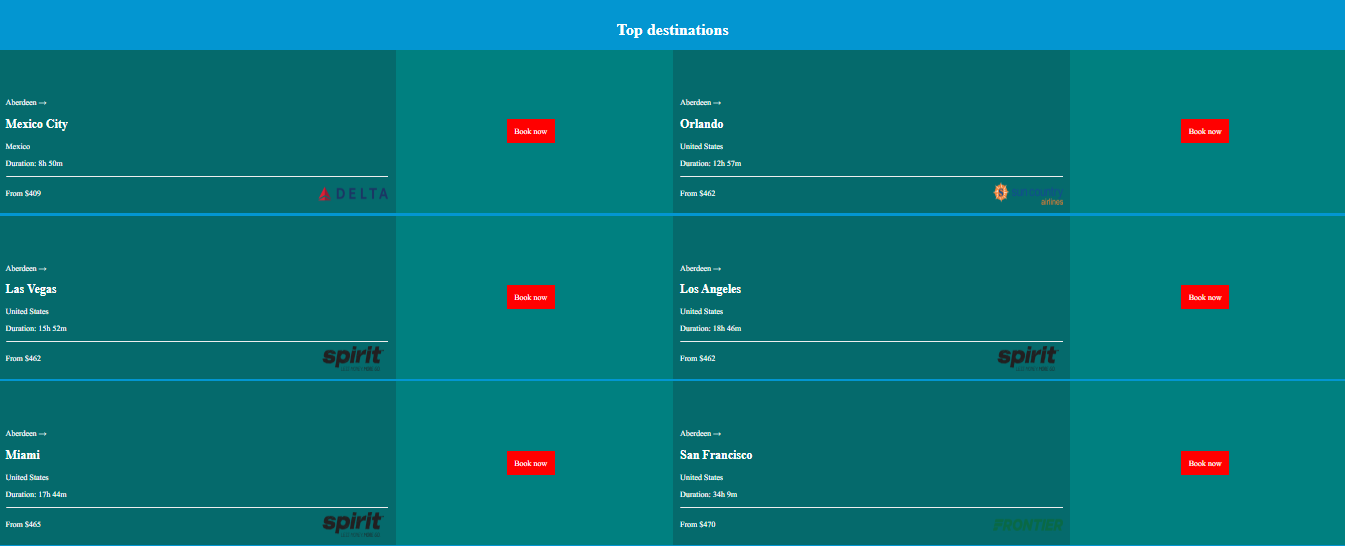 Top destinations
Aberdeen →
Mexico City
Mexico
Duration: 8h 50m
From $409
DELTA
Book now
Aberdeen →
Orlando
United States
Duration: 12h 57m
From $462
sun country
airlines
Book now
Aberdeen →
Las Vegas
United States
Duration: 15h 52m
From $462
spirit
Book now
Aberdeen →
Los Angeles
United States
Duration: 18h 46m
From $462
spirit
Book now
Aberdeen →
Miami
United States
Duration: 17h 44m
From $465
spirit
Book now
Aberdeen →
San Francisco
United States
Duration: 34h 9m
From $470
FRONTIER
Book now